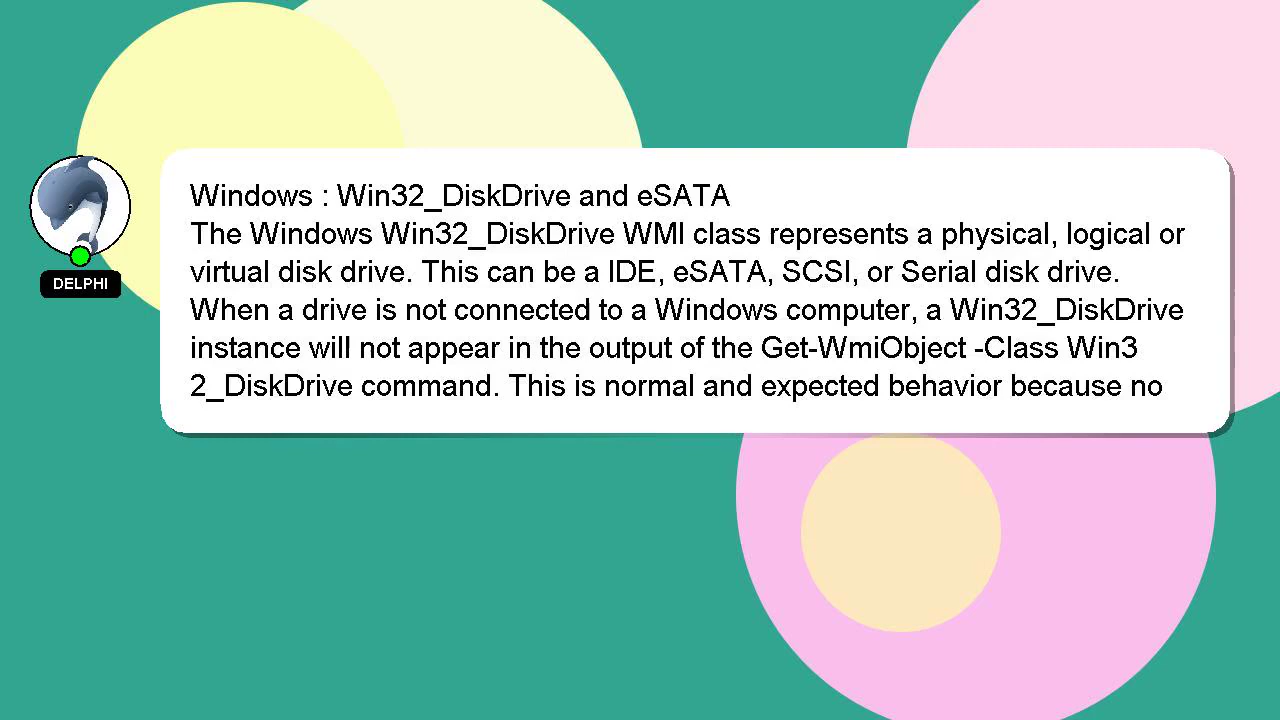 Windows : Win32_DiskDrive and eSATA
The Windows Win32_DiskDrive WMI class represents a physical, logical or
virtual disk drive. This can be a IDE, eSATA, SCSI, or Serial disk drive.
When a drive is not connected to a Windows computer, a Win32_DiskDrive
instance will not appear in the output of the Get-WmiObject -Class Win3
2_DiskDrive command. This is normal and expected behavior because no
DELPHI